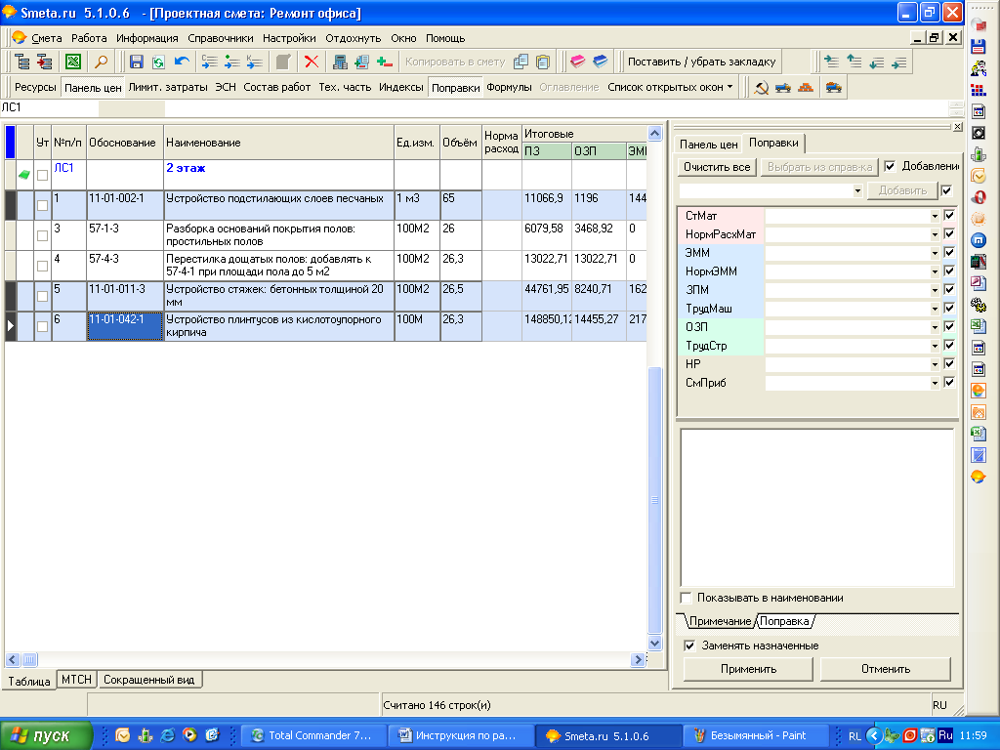 Smeta.ru 5.1.0.6 - [Проектная смета: Ремонт офиса]
Смета Работа Информация Справочники Настройки Отдохнуть Окно Помощь
Копировать в смету Поставить / убрать закладку
Ресурсы Панель цен Лимит. затраты ЭСН Состав работ Тех. часть Индексы Поправки Формулы Оглавление Список открытых окон
ЛС1
Ут №п/п Обоснование Наименование Ед.изм. Объём Норма расход Итоговые
ПЗ ОЗП ЭМ
ЛС1 2 этаж
1 11-01-002-1 Устройство подстилающих слоев песчаных 1 м3 65 11066,9 1196 144
3 57-1-3 Разборка оснований покрытия полов: 100М2 26 6079,58 3468,92 0
простильных полов
4 57-4-3 Перестилка дощатых полов: добавлять к 100М2 26,3 13022,71 13022,71 0
57-4-1 при площади пола до 5 м2
5 11-01-011-3 Устройство стяжек: бетонных толщиной 20 100М2 26,5 44761,95 8240,71 162
мм
6 11-01-042-1 Устройство плинтусов из кислотоупорного 100М 26,3 148850,12 14455,27 217
кирпича
Панель цен Поправки
Очистить все Выбрать из справ-ка Добавлени
Добавить
СтМат
НормРасхМат
ЭММ
НормЭММ
ЗПМ
ТрудМаш
ОЗП
ТрудСтр
НР
СмПриб
Показывать в наименовании
Примечание Поправка
Заменять назначенные
Применить Отменить
Таблица МТСН Сокращенный вид
Считано 146 строк(и) RU
пуск Total Commander 7... Инструкция по ра... Smeta.ru 5.1.0.6 Безымянный - Paint RL Ru 11:59